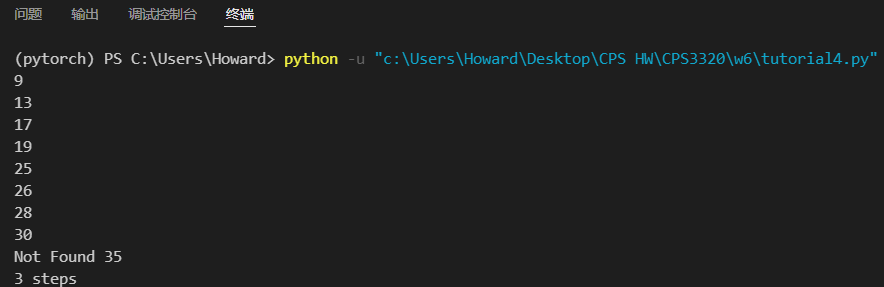 问题 输出 调试控制台 终端
(pytorch) PS C:\Users\Howard> python -u "c:\Users\Howard\Desktop\CPS HW\CPS3320\w6\tutorial4.py"
9
13
17
19
25
26
28
30
Not Found 35
3 steps